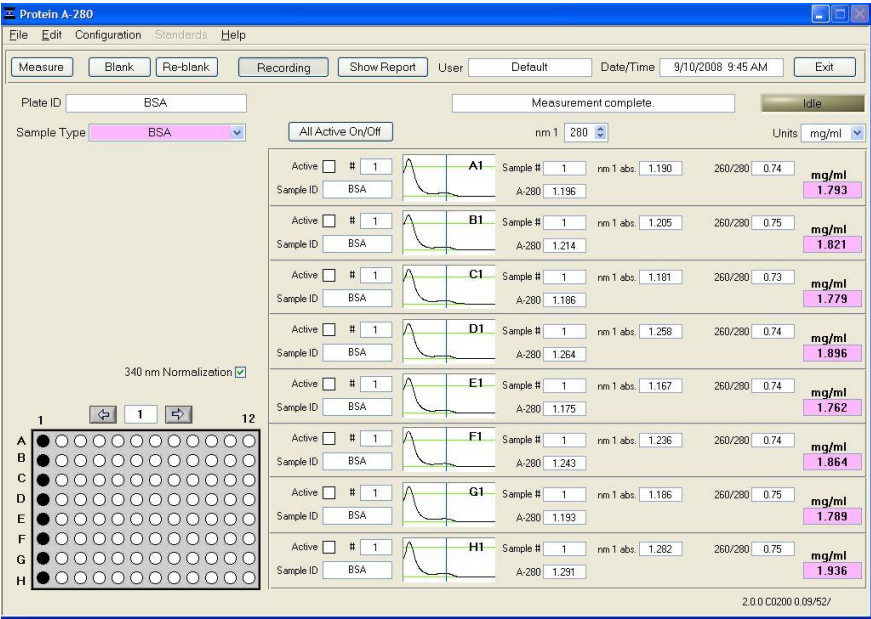 Protein A-280
File Edit Configuration Standards Help
Measure Blank Re-blank Recording Show Report User Default Date/Time 9/10/2008 9:45 AM Exit
Plate ID BSA Measurement complete. Idle
Sample Type BSA All Active On/Off nm 1 280 Units mg/ml
Active # 1 A1 Sample # 1 nm 1 abs. 1.190 260/280 0.74 mg/ml
Sample ID BSA A-280 1.196 1.793
Active # 1 B1 Sample # 1 nm 1 abs. 1.205 260/280 0.75 mg/ml
Sample ID BSA A-280 1.214 1.821
Active # 1 C1 Sample # 1 nm 1 abs. 1.181 260/280 0.73 mg/ml
Sample ID BSA A-280 1.186 1.779
Active # 1 D1 Sample # 1 nm 1 abs. 1.258 260/280 0.74 mg/ml
Sample ID BSA A-280 1.264 1.896
340 nm Normalization
Active # 1 E1 Sample # 1 nm 1 abs. 1.167 260/280 0.74 mg/ml
Sample ID BSA A-280 1.175 1.762
1 1 12
Active # 1 F1 Sample # 1 nm 1 abs. 1.236 260/280 0.74 mg/ml
Sample ID BSA A-280 1.243 1.864
Active # 1 G1 Sample # 1 nm 1 abs. 1.186 260/280 0.75 mg/ml
Sample ID BSA A-280 1.193 1.789
Active # 1 H1 Sample # 1 nm 1 abs. 1.282 260/280 0.75 mg/ml
Sample ID BSA A-280 1.291 1.936
A
B
C
D
E
F
G
H
2.0.0 C0200 0.09/52/